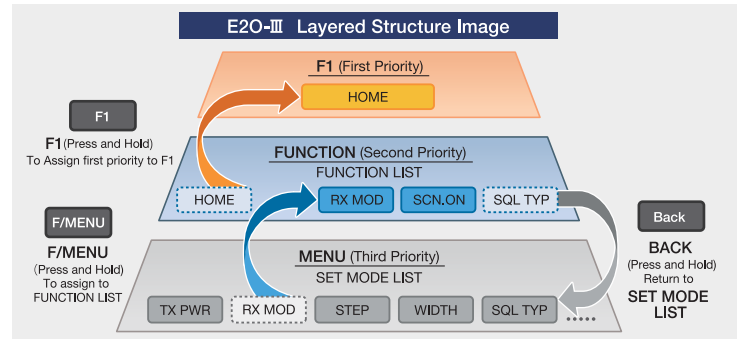 E2O-Ⅲ Layered Structure Image
F1 (First Priority)
HOME
F1
F1 (Press and Hold)
To Assign first priority to F1
FUNCTION (Second Priority)
FUNCTION LIST
HOME
RX MOD
SCN.ON
SQL TYP
F/MENU
F/MENU
(Press and Hold)
To assign to
FUNCTION LIST
Back
BACK
(Press and Hold)
Return to
SET MODE
LIST
MENU (Third Priority)
SET MODE LIST
TX PWR
RX MOD
STEP
WIDTH
SQL TYP
.....